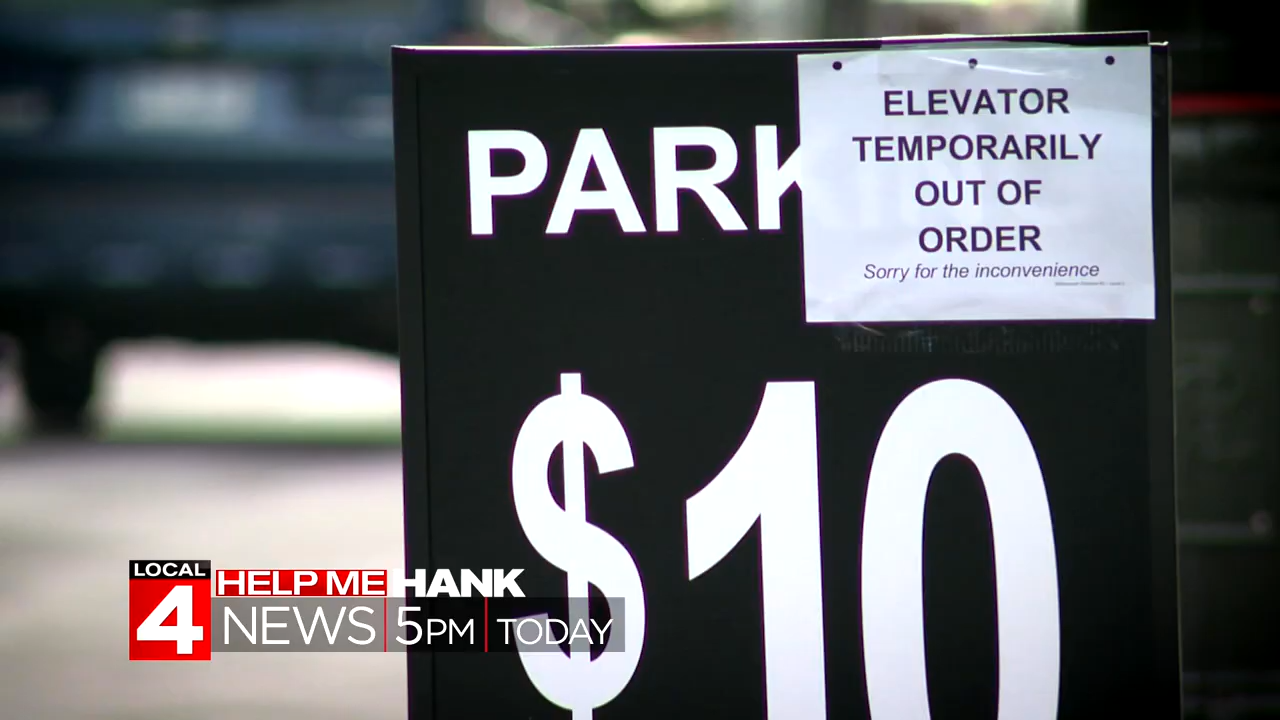 PARK
ELEVATOR
TEMPORARILY
OUT OF
ORDER
Sorry for the inconvenience
$10
LOCAL
4
HELP ME HANK
NEWS 5PM TODAY